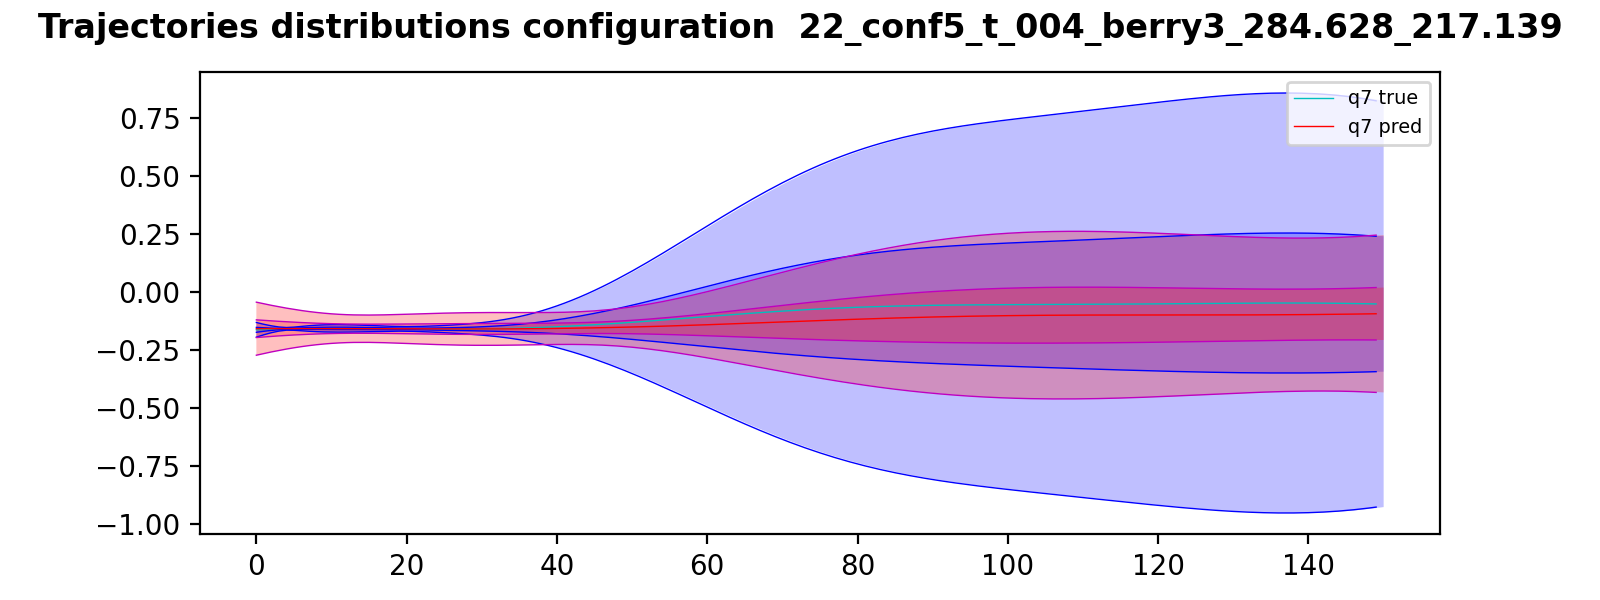 Trajectories distributions configuration  22_conf5_t_004_berry3_284.628_217.139
q7 true
q7 pred
0.75
0.50
0.25
0.00
−0.25
−0.50
−0.75
−1.00
0 20 40 60 80 100 120 140